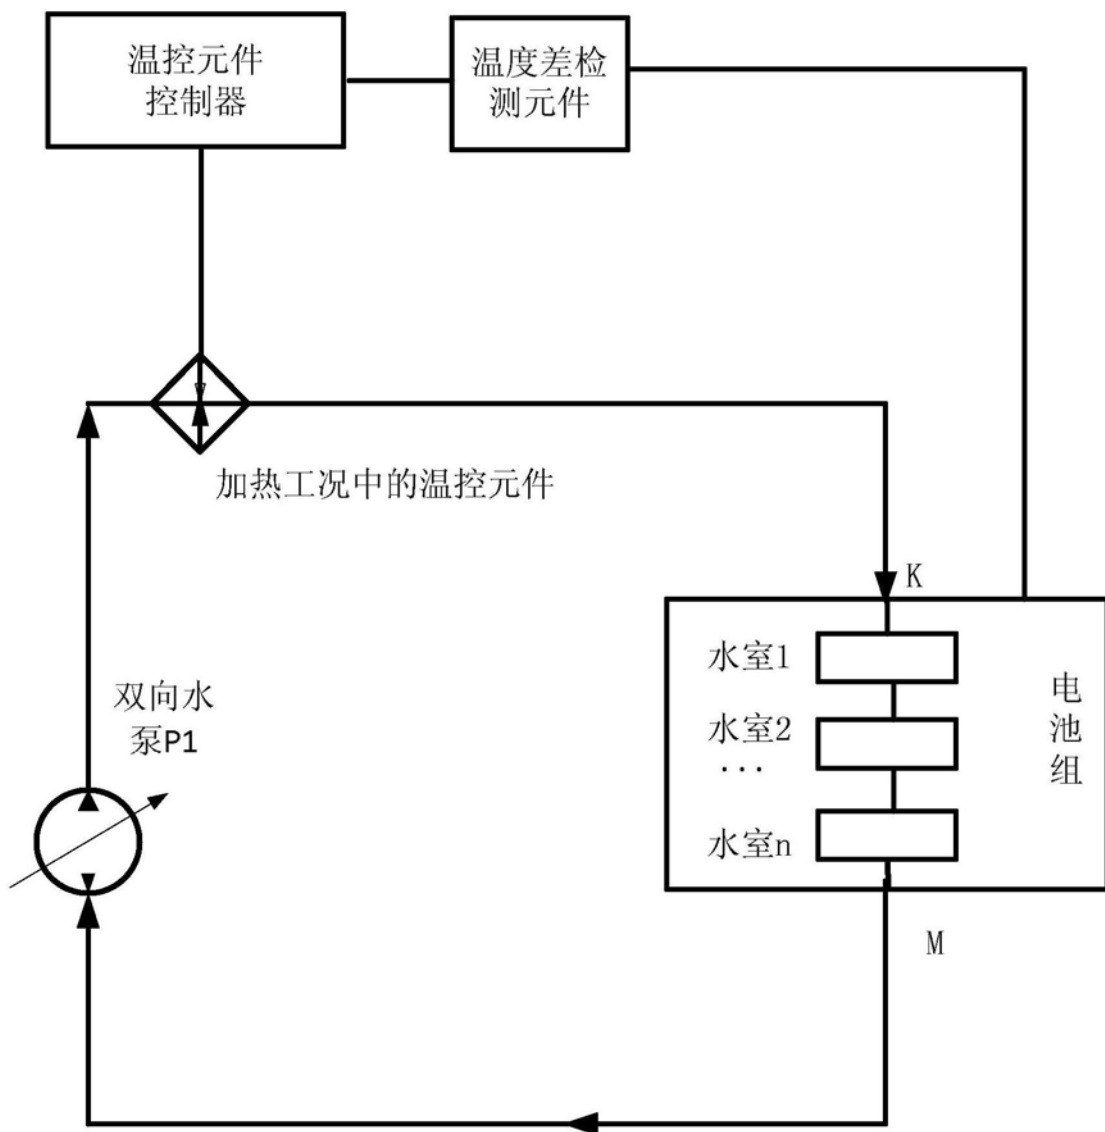 温控元件
控制器
温度差检
测元件
加热工况中的温控元件
K
水室1
水室2
...
水室n
电
池
组
双向水
泵P1
M